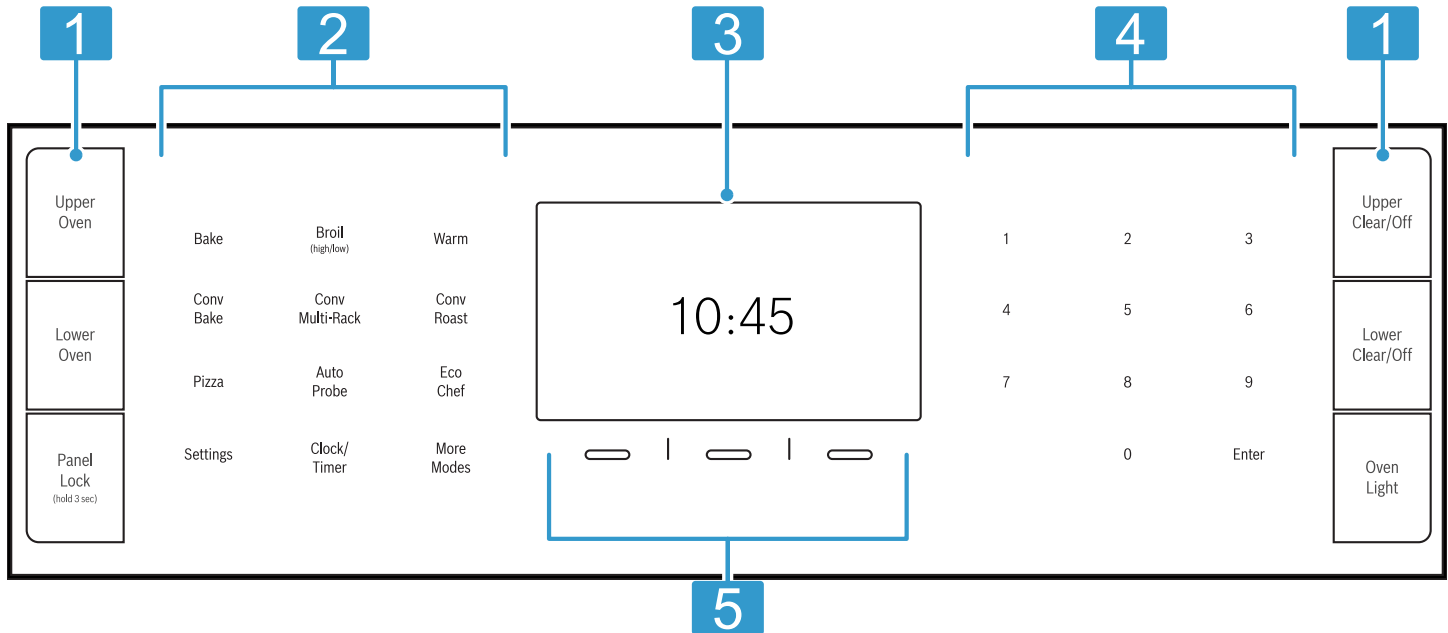 1
2
3
4
1
Upper
Oven
Lower
Oven
Panel
Lock
(hold 3 sec)
Bake
Broil
(high/low)
Warm
Conv
Bake
Conv
Multi-Rack
Conv
Roast
Pizza
Auto
Probe
Eco
Chef
Settings
Clock/
Timer
More
Modes
10:45
1
2
3
4
5
6
7
8
9
0
Enter
Upper
Clear/Off
Lower
Clear/Off
Oven
Light
5